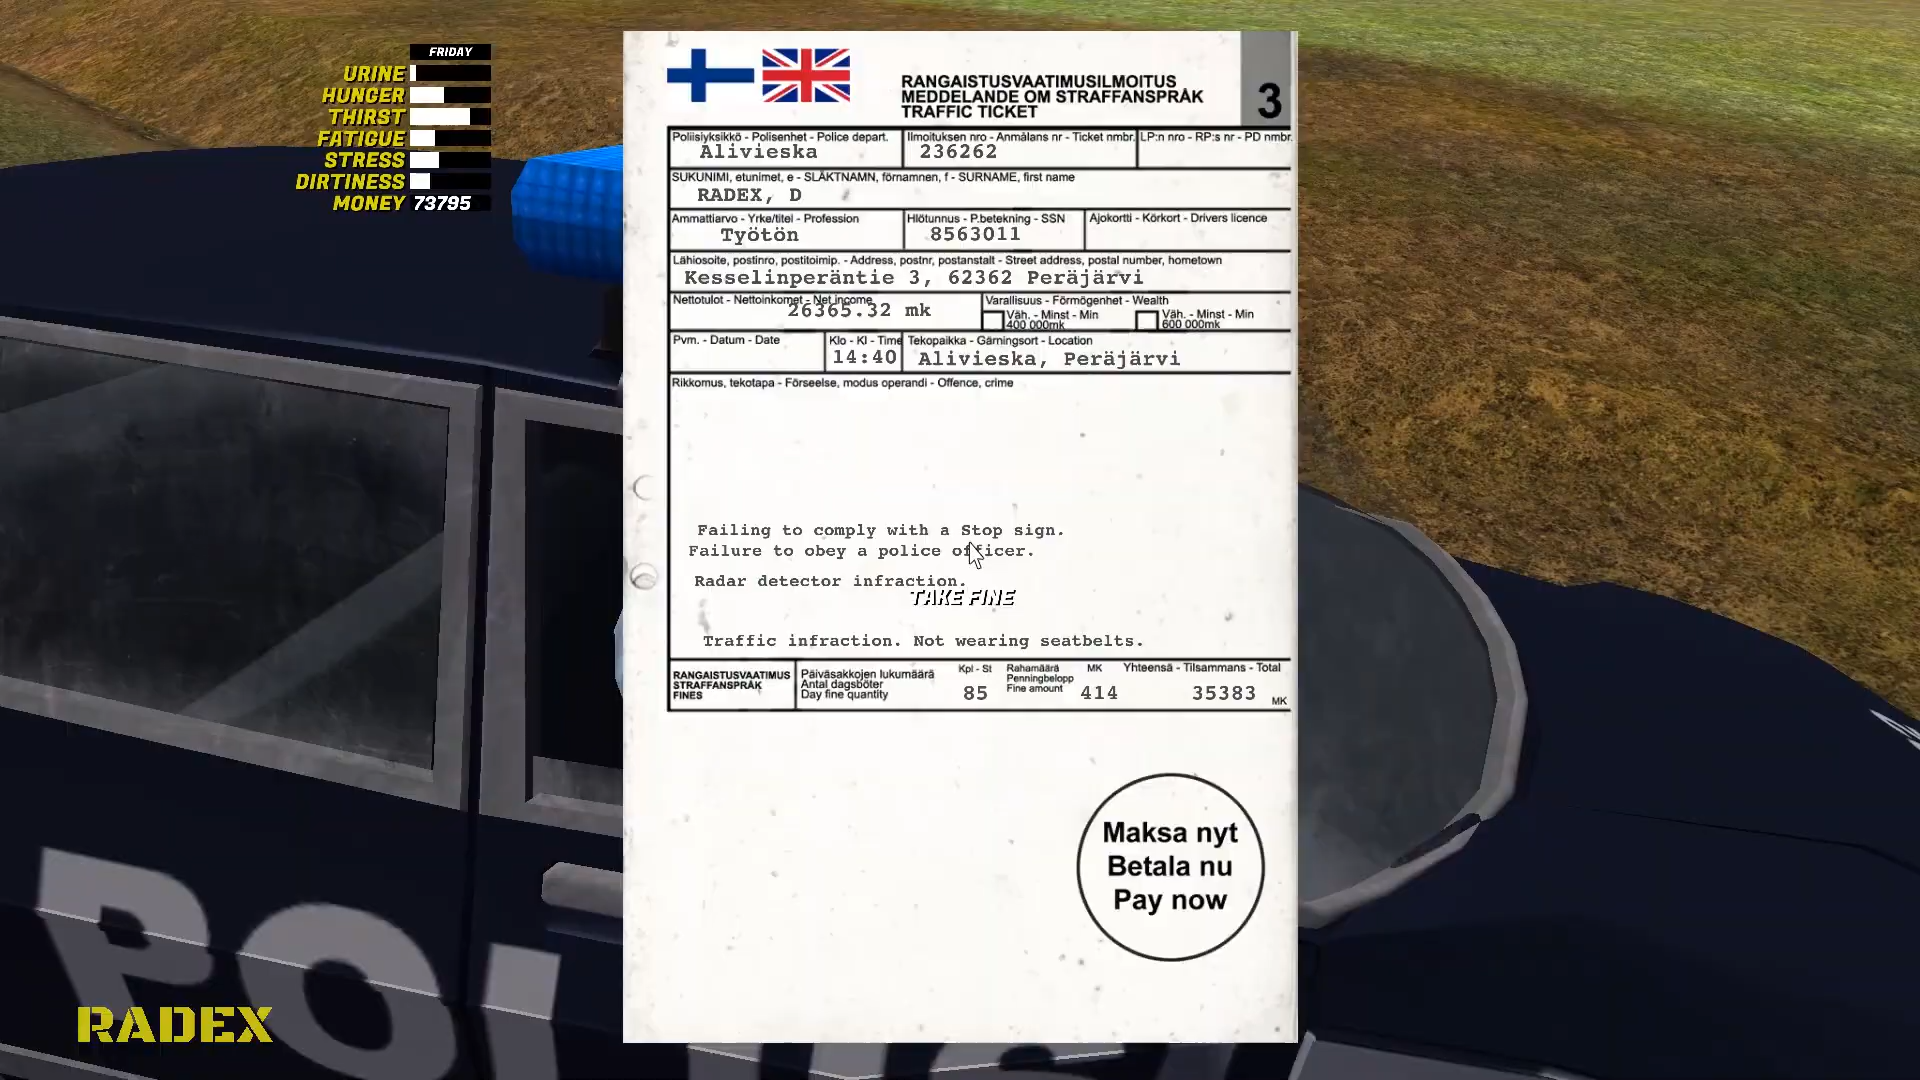 FRIDAY
URINE
HUNGER
THIRST
FATIGUE
STRESS
DIRTINESS
MONEY 73795
RANGAISTUSVAATIMUSILMOITUS
MEDDELANDE OM STRAFFANSPRÅK
TRAFFIC TICKET
3
Poliisiyksikkö - Polisenhet - Police depart.
Alivieska
Ilmoituksen nro - Anmälans nr - Ticket nmbr.
236262
LP:n nro - RP:s nr - PD nmbr.
SUKUNIMI, etunimet, e - SLÄKTNAMN, förnamnen, f - SURNAME, first name
RADEX, D
Ammattiarvo - Yrke/titel - Profession
Työtön
Hlötunnus - P.betekning - SSN
8563011
Ajokortti - Körkort - Drivers licence
Lähiosoite, postinro, postitoimip. - Address, postnr, postanstalt - Street address, postal number, hometown
Kesselinperäntie 3, 62362 Peräjärvi
Nettotulot - Nettoinkomet - Net income
26365.32 mk
Varallisuus - Förmögenhet - Wealth
Väh. - Minst - Min
400 000mk
Väh. - Minst - Min
600 000mk
Pvm. - Datum - Date
Klo - Kl - Time
14:40
Tekopaikka - Gärningsort - Location
Alivieska, Peräjärvi
Rikkomus, tekotapa - Förseelse, modus operandi - Offence, crime
Failing to comply with a Stop sign.
Failure to obey a police officer.
Radar detector infraction.
TAKE FINE
Traffic infraction. Not wearing seatbelts.
RANGAISTUSVAATIMUS
STRAFFANSPRÅK
FINES
Päiväsakkojen lukumäärä
Antal dagsböter
Day fine quantity
Kpl - St
85
Rahamäärä
Penningbelopp
Fine amount
MK
414
Yhteensä - Tilsammans - Total
35383
MK
Maksa nyt
Betala nu
Pay now
POLI
RADEX